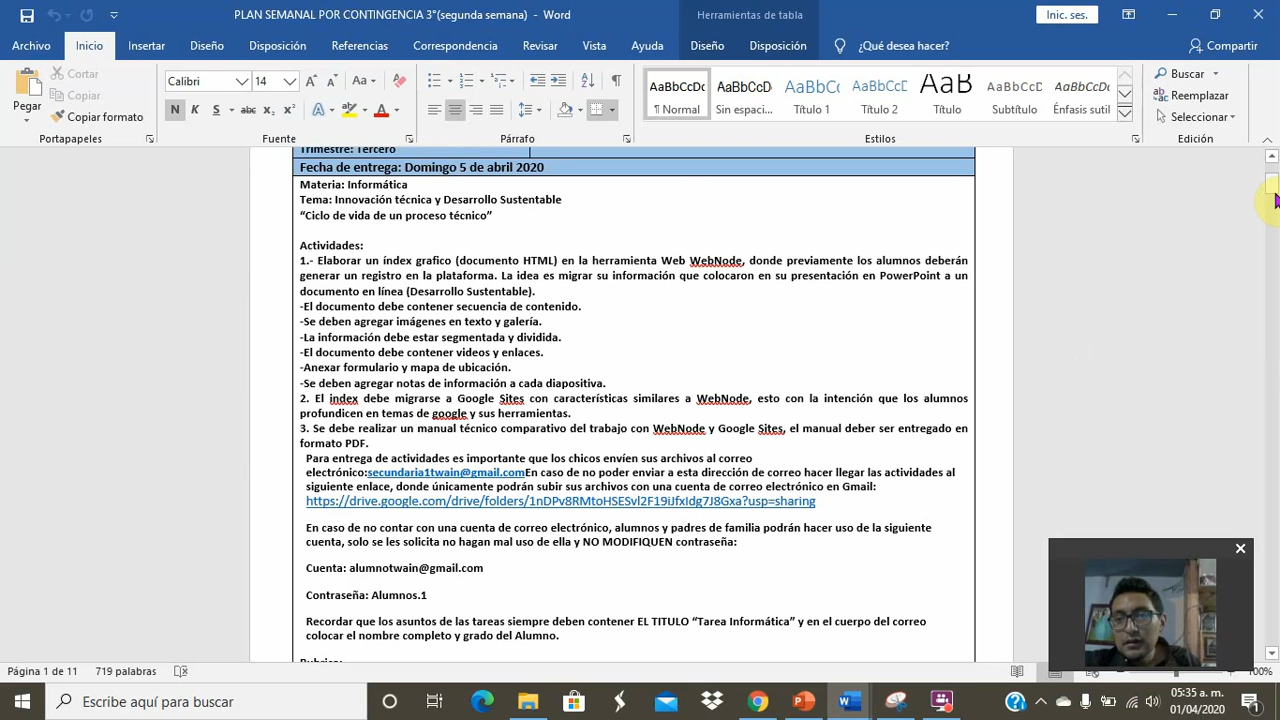 PLAN SEMANAL POR CONTINGENCIA 3°(segunda semana) - Word
Herramientas de tabla
Inic. ses.
Archivo Inicio Insertar Diseño Disposición Referencias Correspondencia Revisar Vista Ayuda Diseño Disposición ¿Qué desea hacer? Compartir
Pegar
Cortar
Copiar
Copiar formato
Portapapeles
Calibri 14
Fuente
Párrafo
AaBbCcDc AaBbCcDc AaBbCc AaBbCcD AaB AaBbCcD AaBbCcDc
¶ Normal Sin espaci... Título 1 Título 2 Título Subtítulo Énfasis sutil
Estilos
Buscar
Reemplazar
Seleccionar
Edición
Trimestre: Tercero
Fecha de entrega: Domingo 5 de abril 2020
Materia: Informática
Tema: Innovación técnica y Desarrollo Sustentable
“Ciclo de vida de un proceso técnico”
Actividades:
1.- Elaborar un índex grafico (documento HTML) en la herramienta Web WebNode, donde previamente los alumnos deberán
generar un registro en la plataforma. La idea es migrar su información que colocaron en su presentación en PowerPoint a un
documento en línea (Desarrollo Sustentable).
-El documento debe contener secuencia de contenido.
-Se deben agregar imágenes en texto y galería.
-La información debe estar segmentada y dividida.
-El documento debe contener videos y enlaces.
-Anexar formulario y mapa de ubicación.
-Se deben agregar notas de información a cada diapositiva.
2. El index debe migrarse a Google Sites con características similares a WebNode, esto con la intención que los alumnos
profundicen en temas de google y sus herramientas.
3. Se debe realizar un manual técnico comparativo del trabajo con WebNode y Google Sites, el manual deber ser entregado en
formato PDF.
Para entrega de actividades es importante que los chicos envíen sus archivos al correo
electrónico:secundaria1twain@gmail.comEn caso de no poder enviar a esta dirección de correo hacer llegar las actividades al
siguiente enlace, donde únicamente podrán subir sus archivos con una cuenta de correo electrónico en Gmail:
https://drive.google.com/drive/folders/1nDPv8RMtoHSESvl2F19iJfxIdg7J8Gxa?usp=sharing
En caso de no contar con una cuenta de correo electrónico, alumnos y padres de familia podrán hacer uso de la siguiente
cuenta, solo se les solicita no hagan mal uso de ella y NO MODIFIQUEN contraseña:
Cuenta: alumnotwain@gmail.com
Contraseña: Alumnos.1
Recordar que los asuntos de las tareas siempre deben contener EL TITULO “Tarea Informática” y en el cuerpo del correo
colocar el nombre completo y grado del Alumno.
Rubrica:
Página 1 de 11 719 palabras
100%
Escribe aquí para buscar
05:35 a. m.
01/04/2020